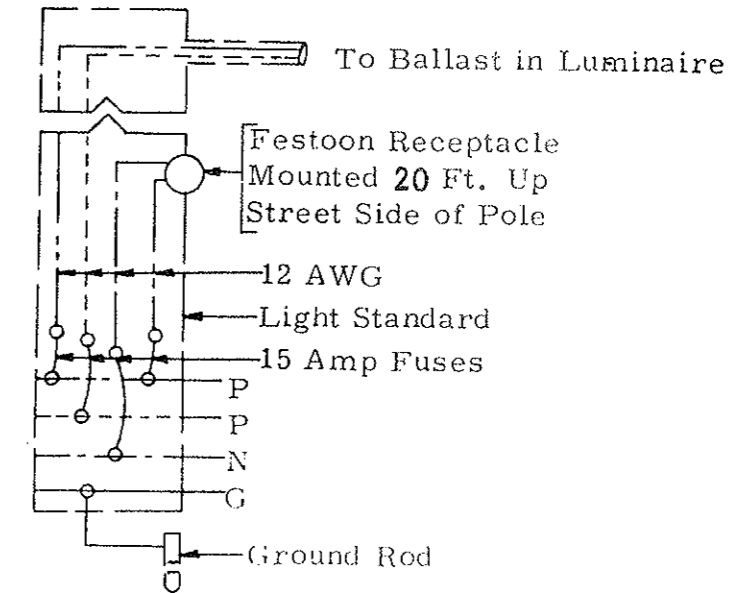 To Ballast in Luminaire
Festoon Receptacle
Mounted 20 Ft. Up
Street Side of Pole
12 AWG
Light Standard
15 Amp Fuses
P
P
N
G
Ground Rod